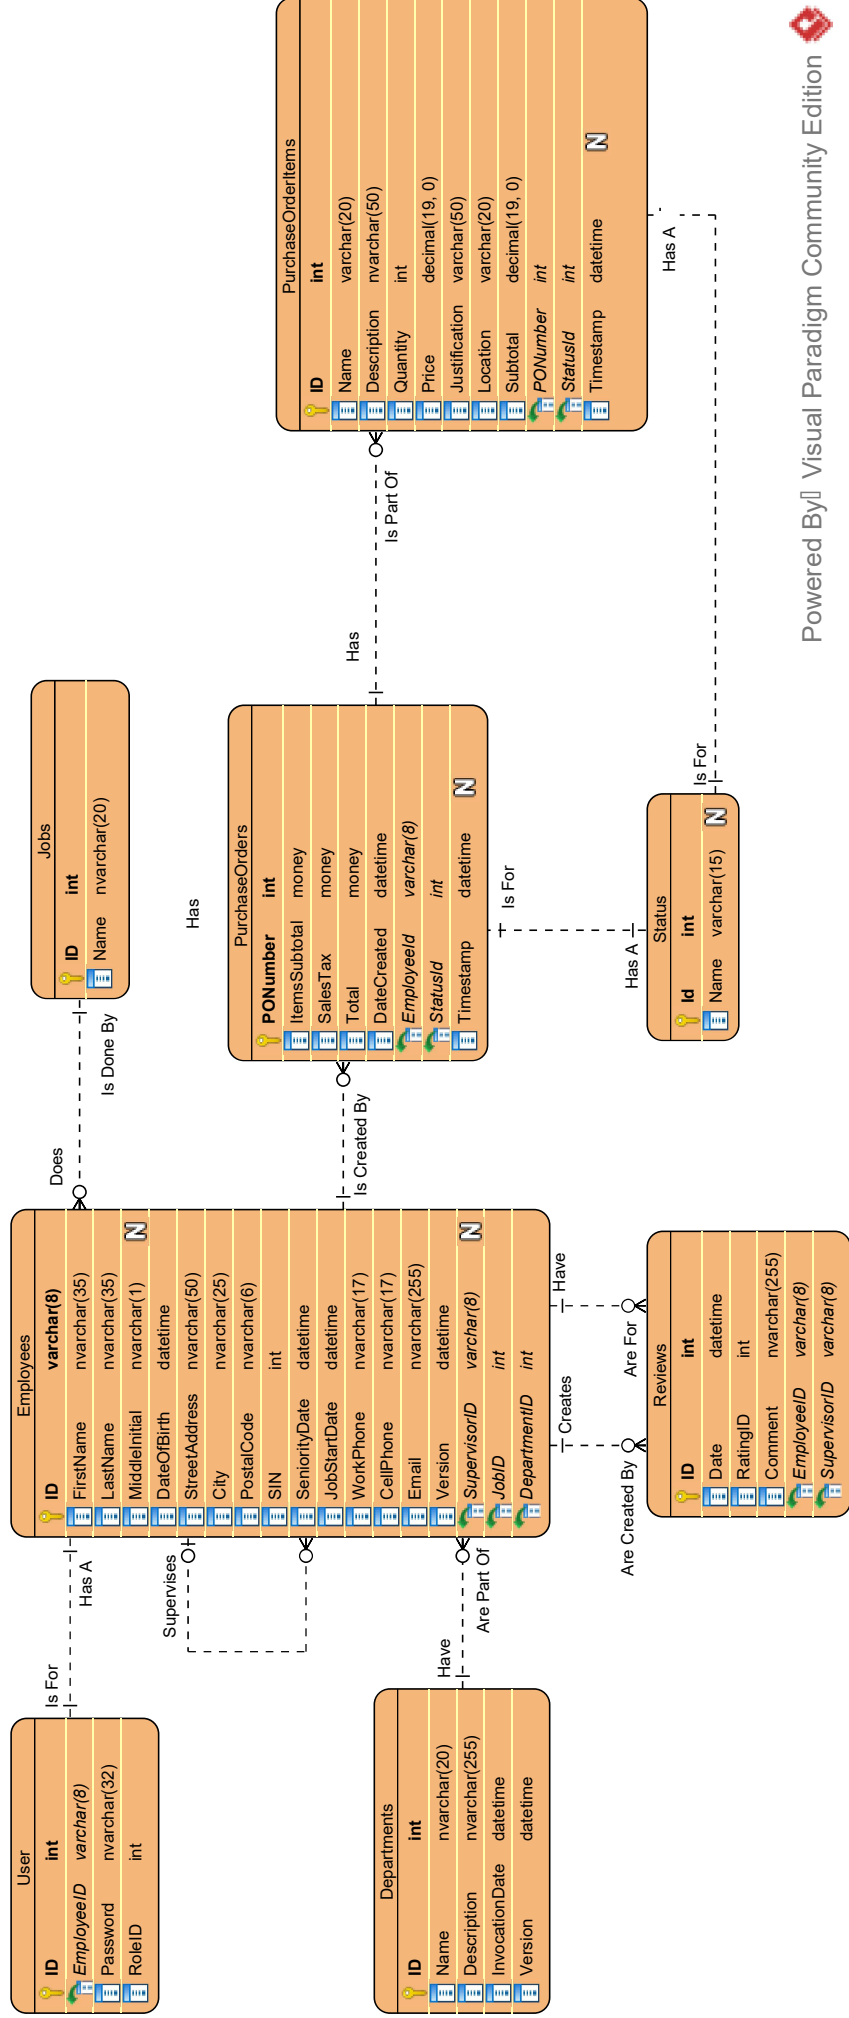 User
ID int
EmployeeID varchar(8)
Password nvarchar(32)
RoleID int
Is For
Has A
Employees
ID varchar(8)
FirstName nvarchar(35)
LastName nvarchar(35)
MiddleInitial nvarchar(1) N
DateOfBirth datetime
StreetAddress nvarchar(50)
City nvarchar(25)
PostalCode nvarchar(6)
SIN int
SeniorityDate datetime
JobStartDate datetime
WorkPhone nvarchar(17)
CellPhone nvarchar(17)
Email nvarchar(255)
Version datetime
SupervisorID varchar(8) N
JobID int
DepartmentID int
Supervises
Does
Is Done By
Jobs
ID int
Name nvarchar(20)
Has
Is Created By
PurchaseOrders
PONumber int
ItemsSubtotal money
SalesTax money
Total money
DateCreated datetime
EmployeeId varchar(8)
StatusId int
Timestamp datetime N
Has
Is Part Of
PurchaseOrderItems
ID int
Name varchar(20)
Description nvarchar(50)
Quantity int
Price decimal(19, 0)
Justification varchar(50)
Location varchar(20)
Subtotal decimal(19, 0)
PONumber int
StatusId int
Timestamp datetime N
Have
Are Part Of
Departments
ID int
Name nvarchar(20)
Description nvarchar(255)
InvocationDate datetime
Version datetime
Creates
Are Created By
Have
Are For
Reviews
ID int
Date datetime
RatingID int
Comment nvarchar(255)
EmployeeID varchar(8)
SupervisorID varchar(8)
Is For
Has A
Status
Id int
Name varchar(15) N
Is For
Has A
Powered By Visual Paradigm Community Edition